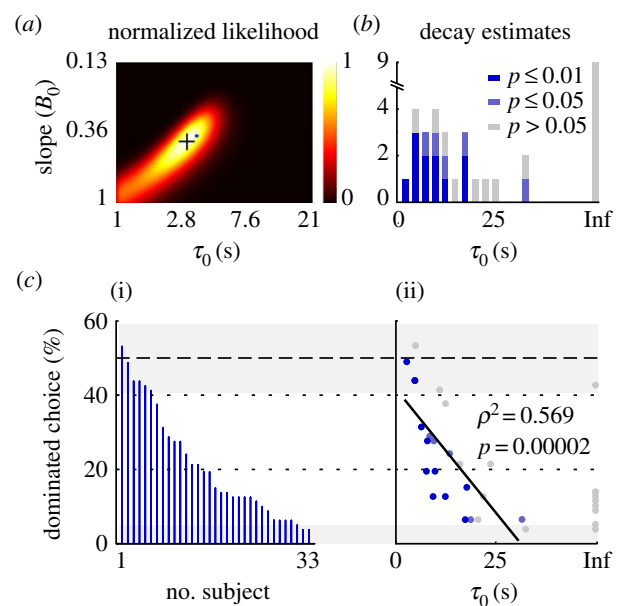 (a) normalized likelihood
0.13
0.36
1
slope (B₀)
1 2.8 7.6 21
τ₀ (s)
1
0
(b) decay estimates
9
4
2
0
p ≤ 0.01
p ≤ 0.05
p > 0.05
0 25 Inf
τ₀ (s)
(c)
(i)
60
40
20
0
dominated choice (%)
1 33
no. subject
(ii)
ρ² = 0.569
p = 0.00002
0 25 Inf
τ₀ (s)